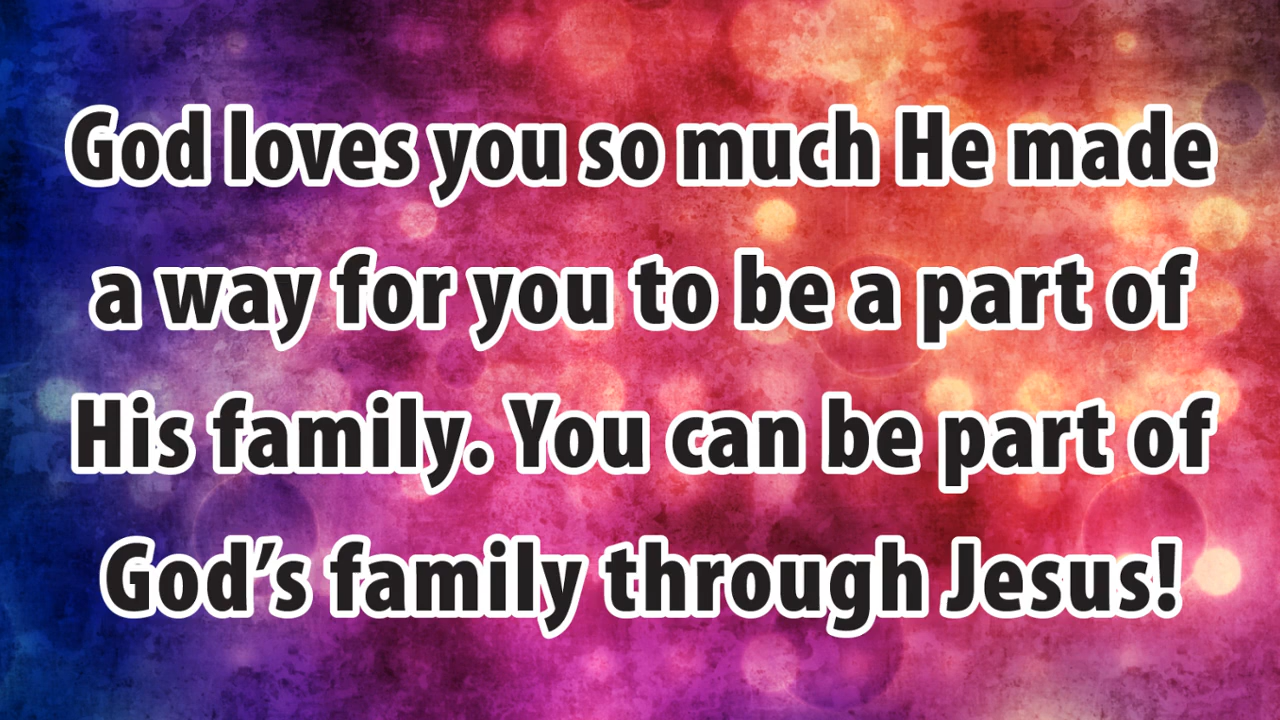 God loves you so much He made
a way for you to be a part of
His family. You can be part of
God’s family through Jesus!